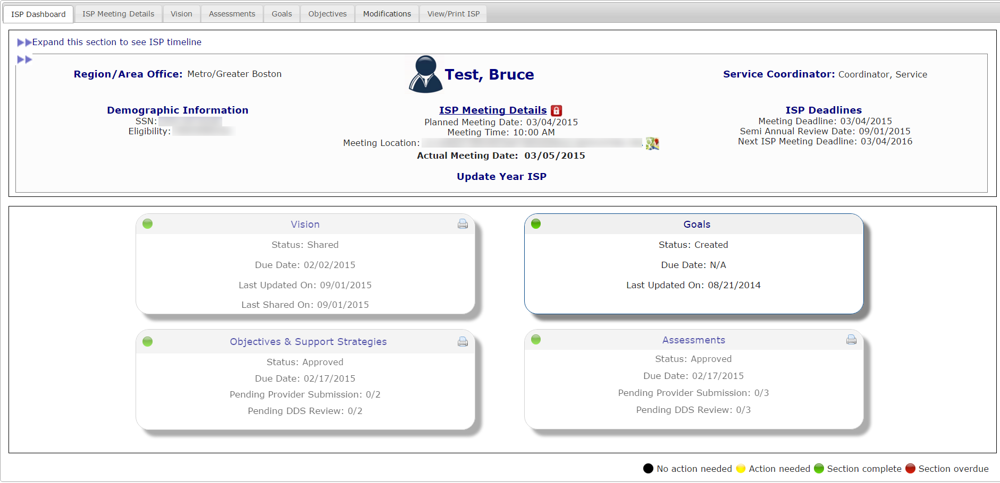 ISP Dashboard
ISP Meeting Details
Vision
Assessments
Goals
Objectives
Modifications
View/Print ISP
Expand this section to see ISP timeline
Region/Area Office: Metro/Greater Boston
Test, Bruce
Service Coordinator: Coordinator, Service
Demographic Information
SSN:
Eligibility:
ISP Meeting Details
Planned Meeting Date: 03/04/2015
Meeting Time: 10:00 AM
Meeting Location:
Actual Meeting Date: 03/05/2015
Update Year ISP
ISP Deadlines
Meeting Deadline: 03/04/2015
Semi Annual Review Date: 09/01/2015
Next ISP Meeting Deadline: 03/04/2016
Vision
Status: Shared
Due Date: 02/02/2015
Last Updated On: 09/01/2015
Last Shared On: 09/01/2015
Goals
Status: Created
Due Date: N/A
Last Updated On: 08/21/2014
Objectives & Support Strategies
Status: Approved
Due Date: 02/17/2015
Pending Provider Submission: 0/2
Pending DDS Review: 0/2
Assessments
Status: Approved
Due Date: 02/17/2015
Pending Provider Submission: 0/3
Pending DDS Review: 0/3
No action needed
Action needed
Section complete
Section overdue